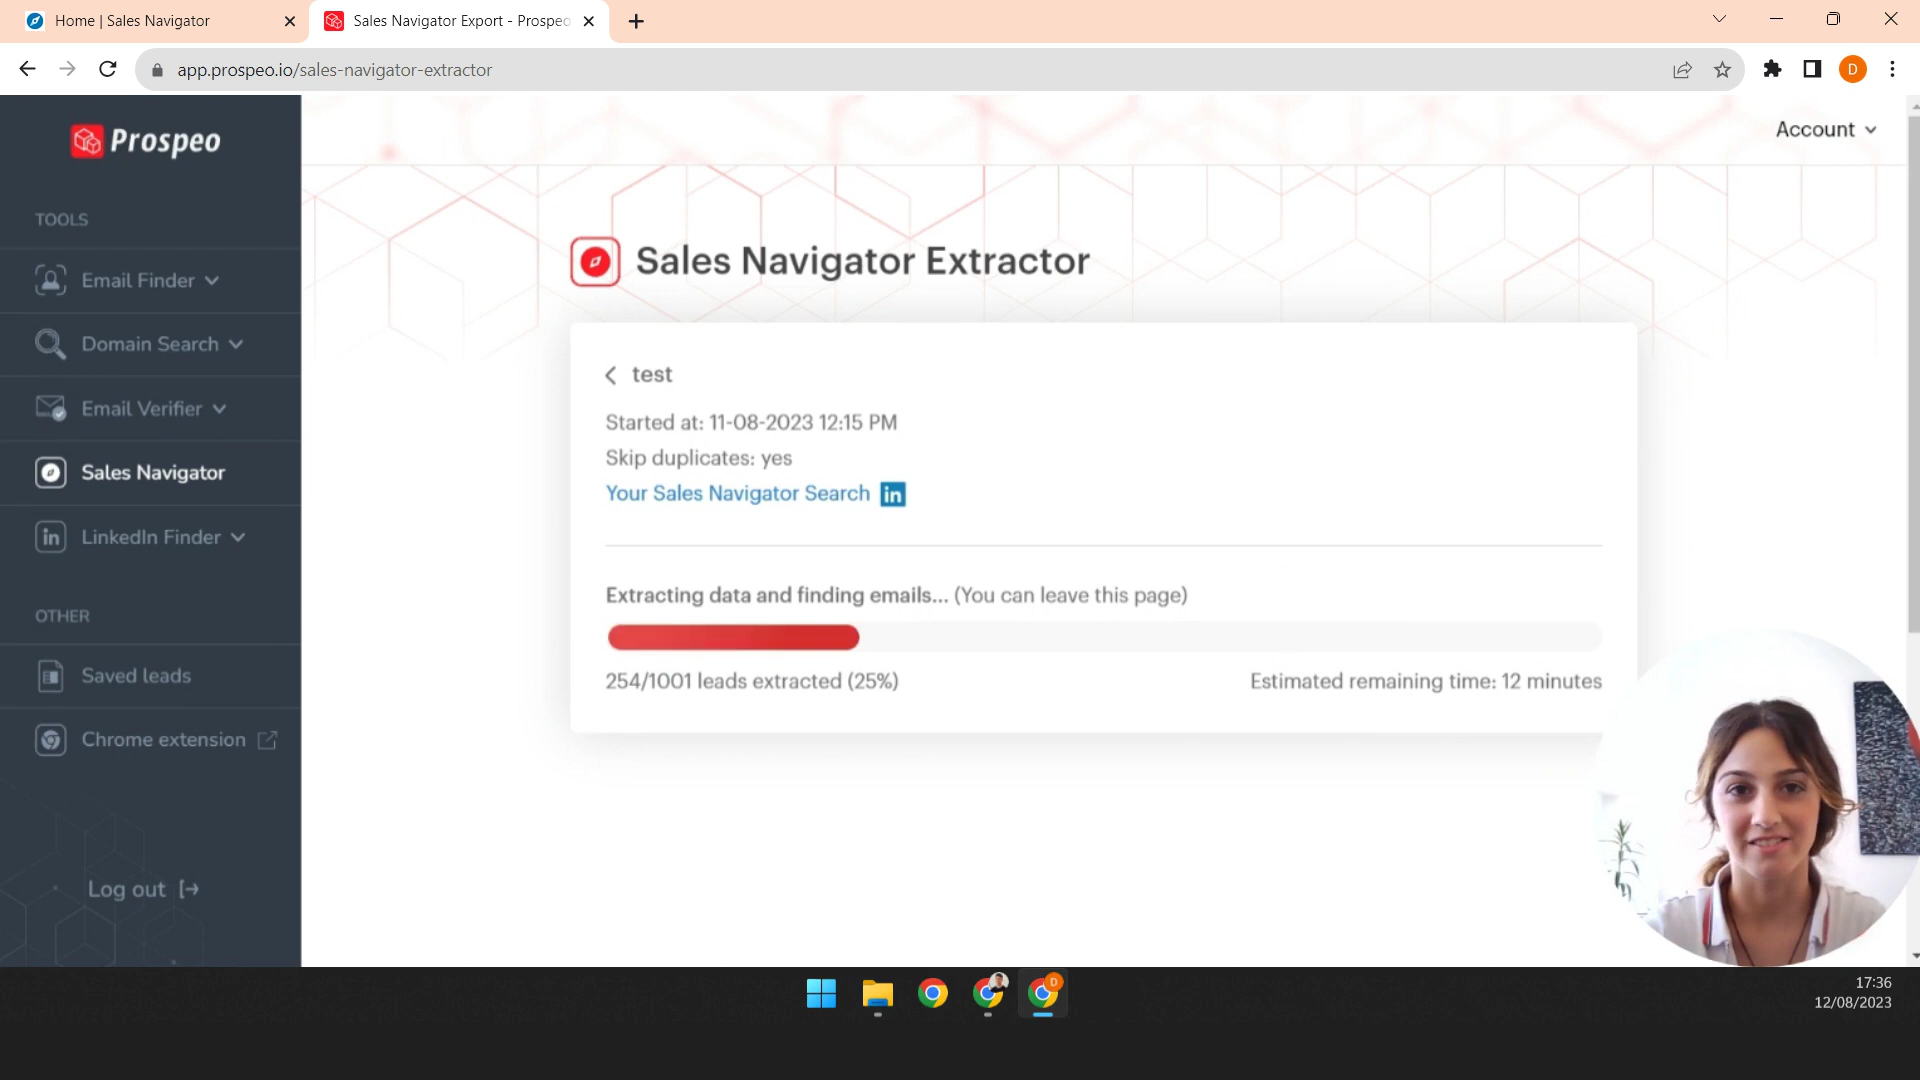 Home | Sales Navigator
Sales Navigator Export - Prospeo
app.prospeo.io/sales-navigator-extractor
D
Prospeo
Account
TOOLS
Email Finder
Domain Search
Email Verifier
Sales Navigator
LinkedIn Finder
OTHER
Saved leads
Chrome extension
Log out
Sales Navigator Extractor
test
Started at: 11-08-2023 12:15 PM
Skip duplicates: yes
Your Sales Navigator Search in
Extracting data and finding emails... (You can leave this page)
254/1001 leads extracted (25%)
Estimated remaining time: 12 minutes
D
17:36
12/08/2023